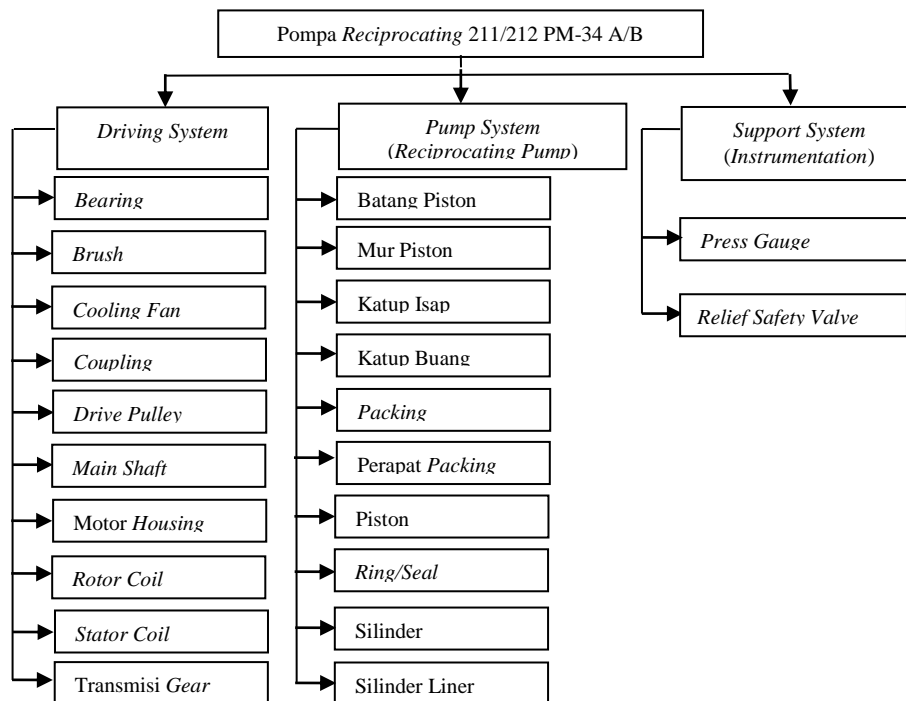 Pompa Reciprocating 211/212 PM-34 A/B
Driving System
Bearing
Brush
Cooling Fan
Coupling
Drive Pulley
Main Shaft
Motor Housing
Rotor Coil
Stator Coil
Transmisi Gear
Pump System
(Reciprocating Pump)
Batang Piston
Mur Piston
Katup Isap
Katup Buang
Packing
Perapat Packing
Piston
Ring/Seal
Silinder
Silinder Liner
Support System
(Instrumentation)
Press Gauge
Relief Safety Valve